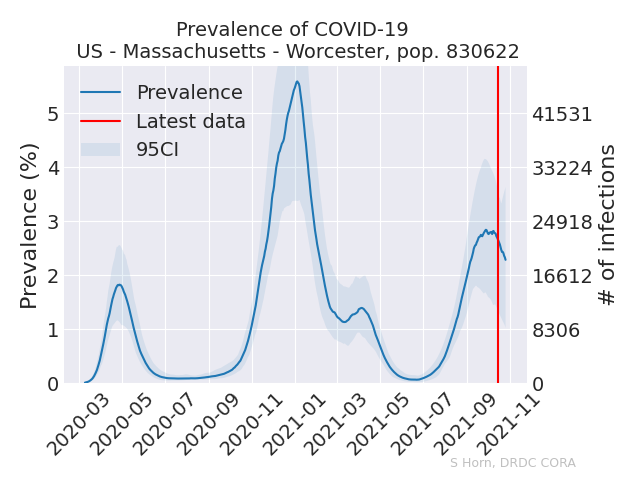 Prevalence of COVID-19
US - Massachusetts - Worcester, pop. 830622
Prevalence
Latest data
95CI
Prevalence (%)
5
4
3
2
1
0
41531
33224
24918
16612
8306
0
# of infections
2020-03
2020-05
2020-07
2020-09
2020-11
2021-01
2021-03
2021-05
2021-07
2021-09
2021-11
S Horn, DRDC CORA